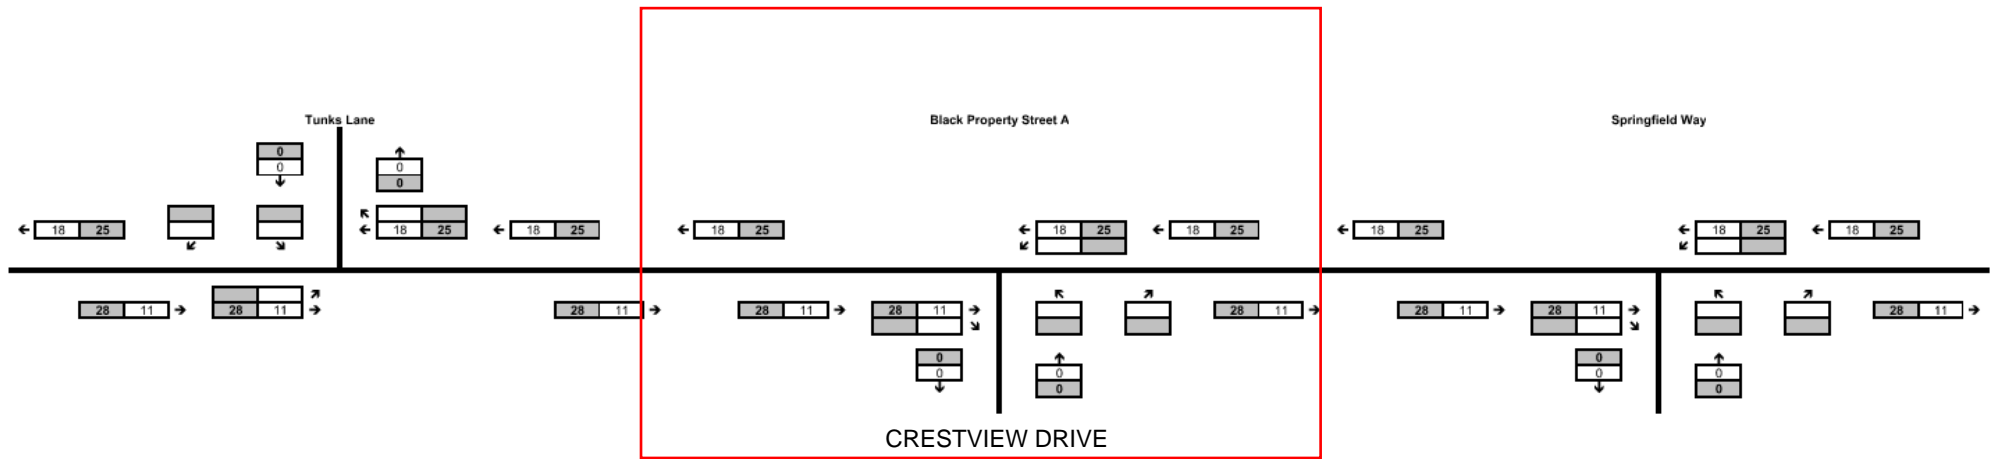 Tunks Lane Black Property Street A Springfield Way
0 0
0 0
18 25 18 25 18 25 18 25 18 25 18 25 18 25 18 25 18 25
28 11 28 11 28 11 28 11 28 11 28 11 28 11 28 11 28 11
0 0
0 0 0 0
0 0
CRESTVIEW DRIVE